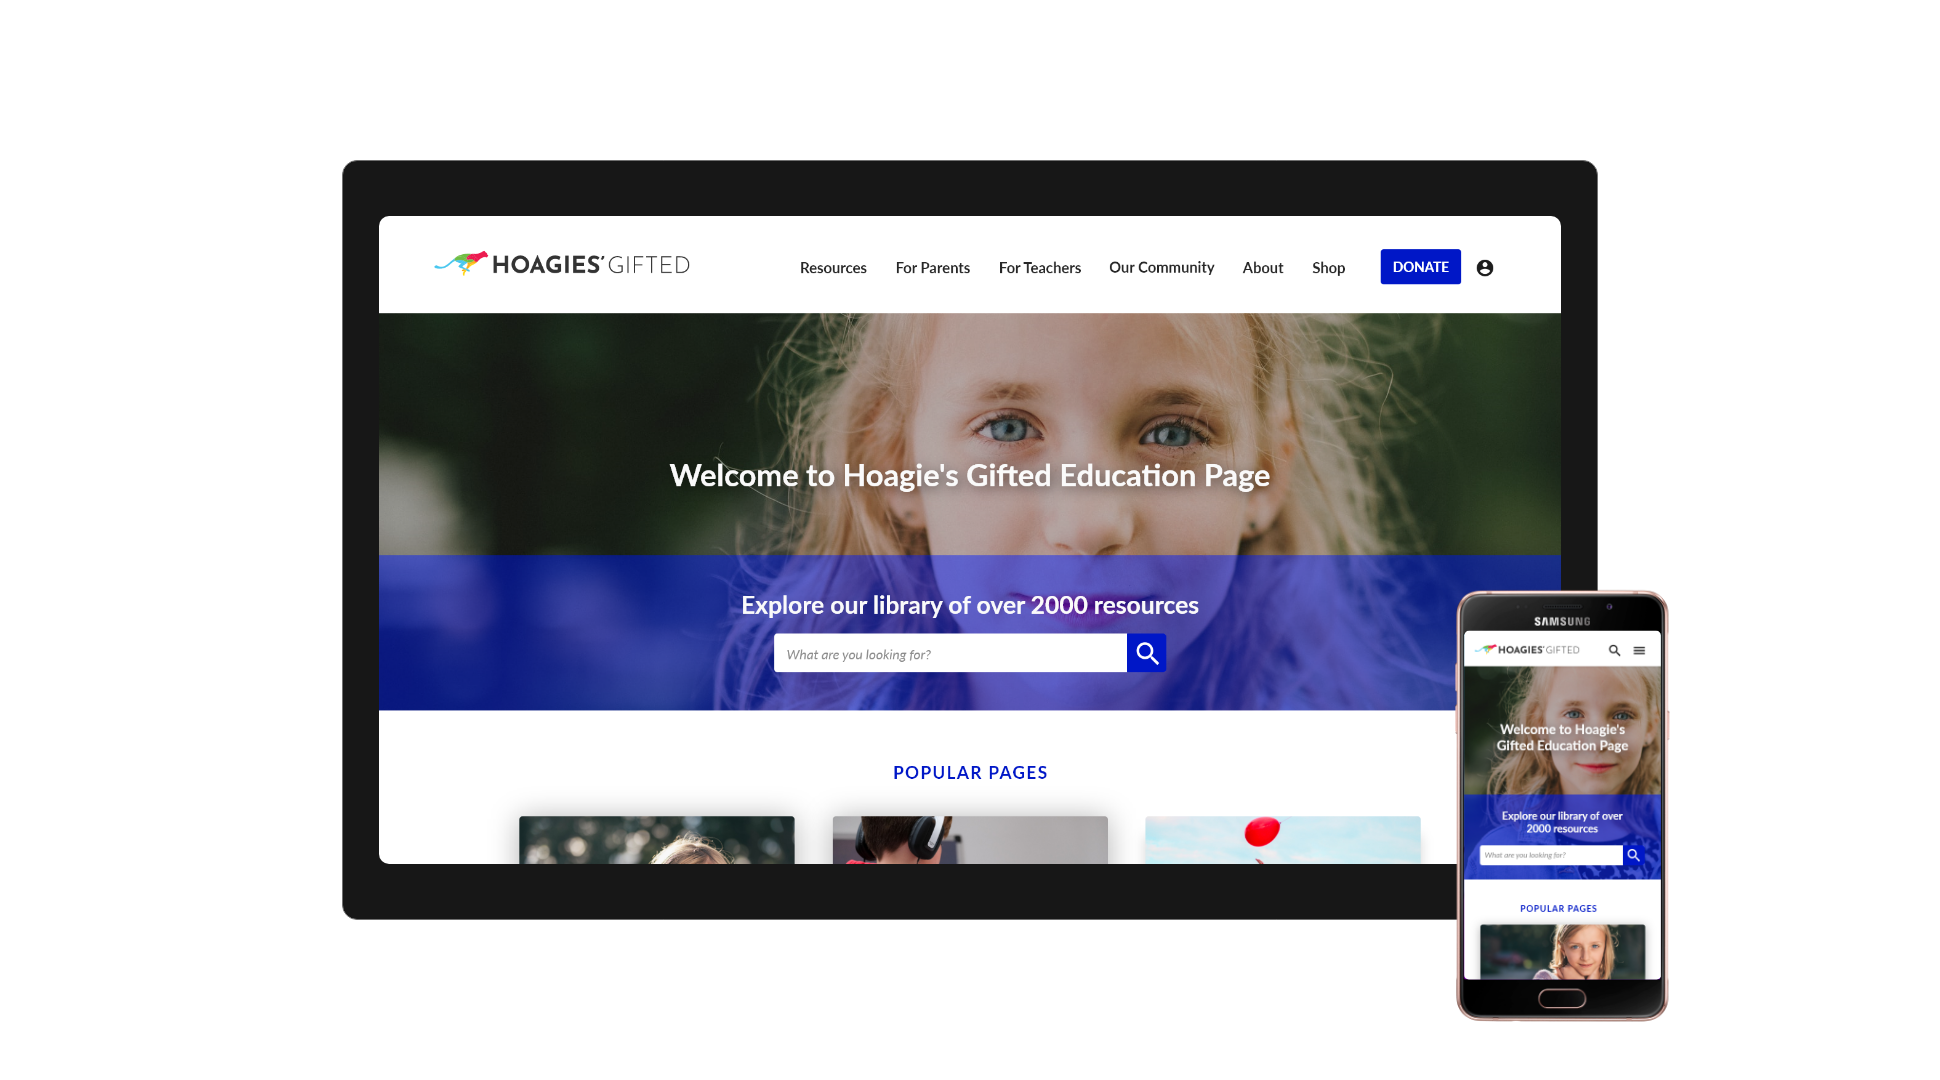 HOAGIES' GIFTED
Resources For Parents For Teachers Our Community About Shop DONATE
Welcome to Hoagie's Gifted Education Page
Explore our library of over 2000 resources
What are you looking for?
POPULAR PAGES
SAMSUNG
HOAGIES' GIFTED
Welcome to Hoagie's
Gifted Education Page
Explore our library of over
2000 resources
What are you looking for?
POPULAR PAGES